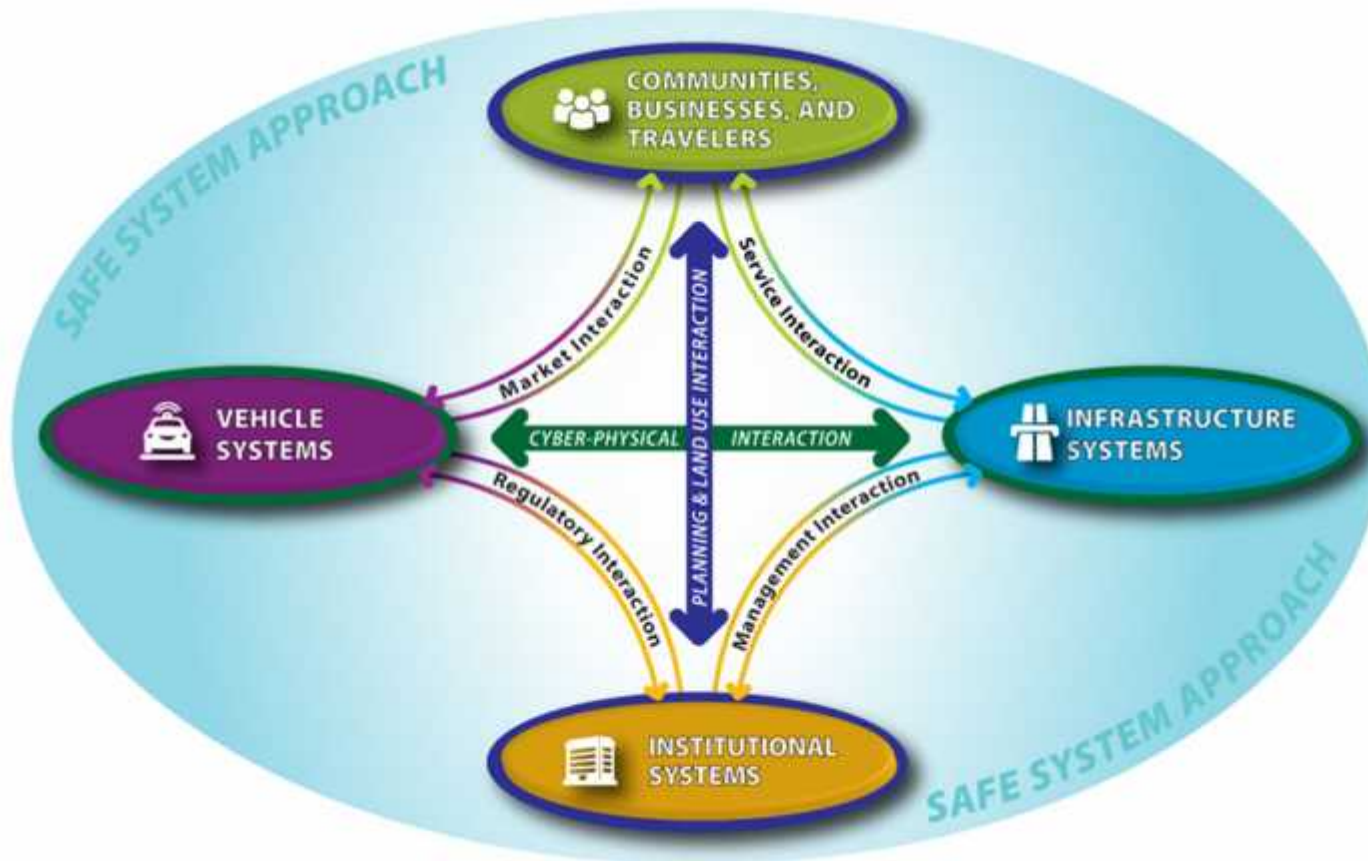 SAFE SYSTEM APPROACH
COMMUNITIES,
BUSINESSES, AND
TRAVELERS
Market Interaction
Service Interaction
PLANNING & LAND USE INTERACTION
VEHICLE
SYSTEMS
CYBER-PHYSICAL INTERACTION
INFRASTRUCTURE
SYSTEMS
Regulatory Interaction
Management Interaction
INSTITUTIONAL
SYSTEMS
SAFE SYSTEM APPROACH